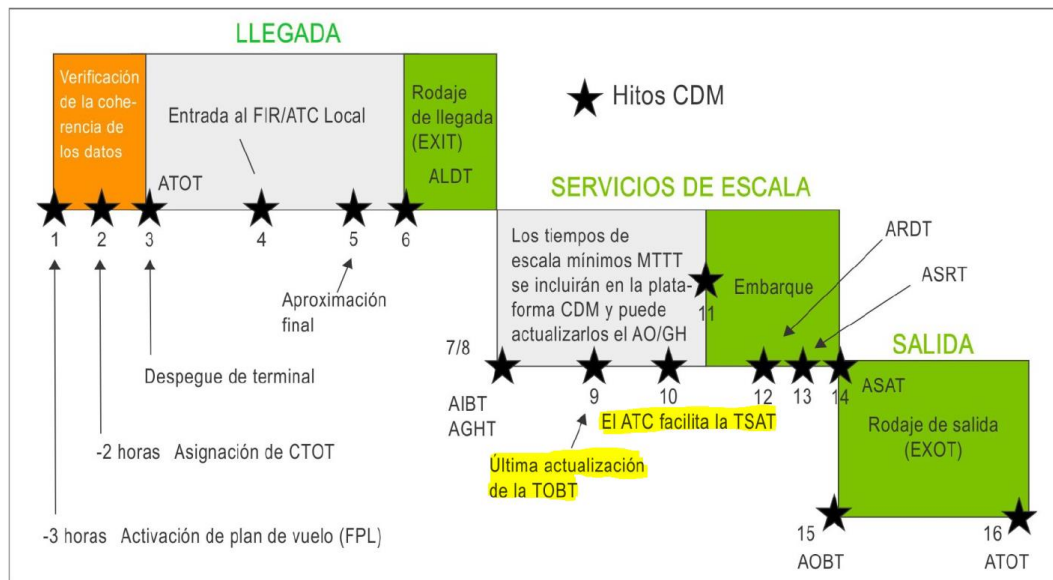 LLEGADA
Verificación
de la cohe-
rencia de
los datos
Entrada al FIR/ATC Local
Rodaje
de llegada
(EXIT)
ALDT
Hitos CDM
ATOT
1
2
3
4
5
6
SERVICIOS DE ESCALA
Los tiempos de
escala mínimos MTTT
se incluirán en la plata-
forma CDM y puede
actualizarlos el AO/GH
11
Embarque
ARDT
ASRT
Aproximación
final
7/8
SALIDA
Despegue de terminal
AIBT
AGHT
9
10
12
13
14
ASAT
El ATC facilita la TSAT
Rodaje de salida
(EXOT)
-2 horas Asignación de CTOT
Última actualización
de la TOBT
-3 horas Activación de plan de vuelo (FPL)
15
AOBT
16
ATOT